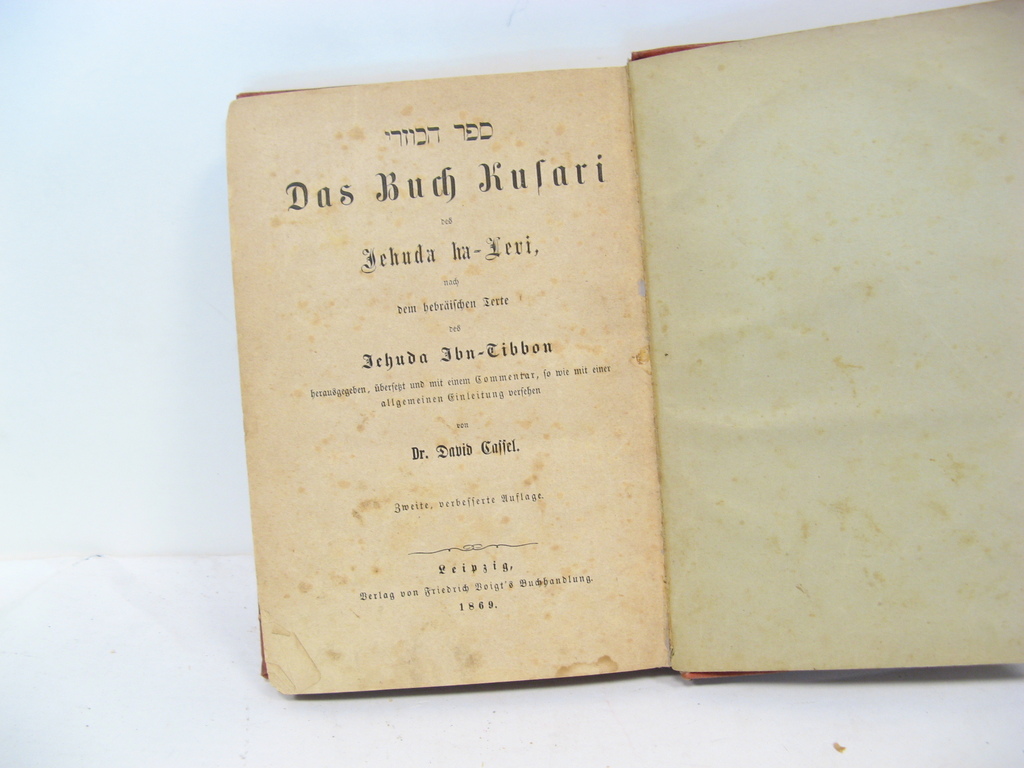 ספר הכוזרי
Das Buch Kusari
des
Jehuda ha-Levi,
nach
dem hebräischen Texte
des
Jehuda Ibn-Tibbon
herausgegeben, übersetzt und mit einem Commentar, so wie mit einer
allgemeinen Einleitung versehen
von
Dr. David Cassel.
Zweite, verbesserte Auflage.
Leipzig,
Verlag von Friedrich Voigt's Buchhandlung.
1869.